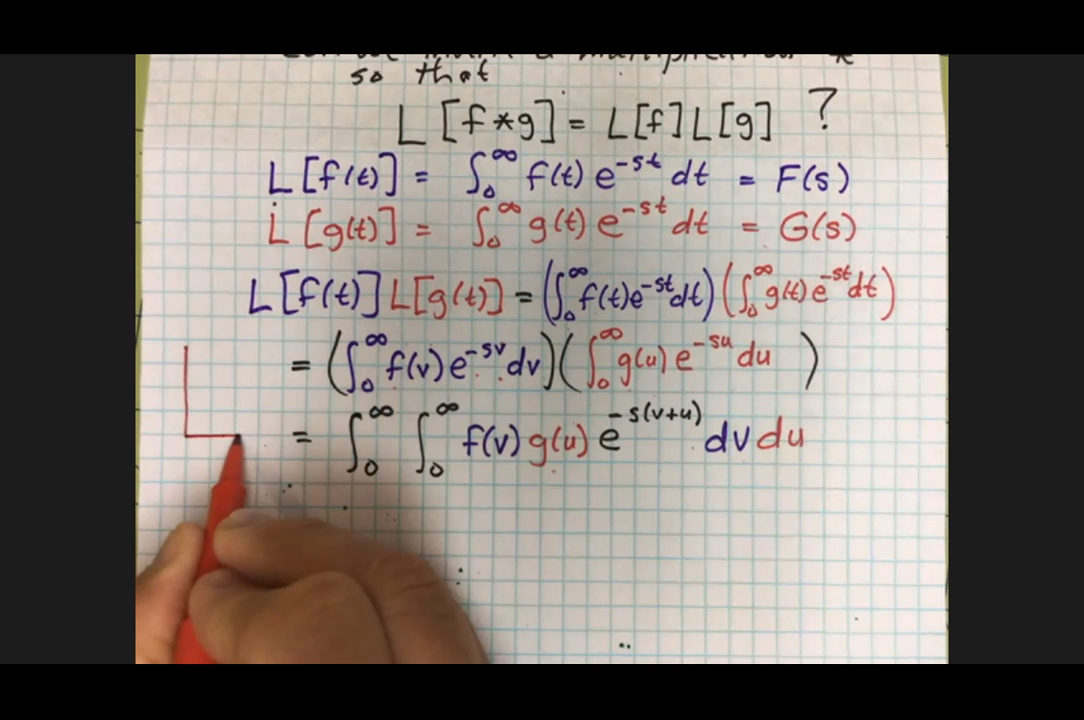 so that
L[f*g] = L[f]L[g] ?
L[f(t)] = ∫₀^∞ f(t) e^-st dt = F(s)
L[g(t)] = ∫₀^∞ g(t) e^-st dt = G(s)
L[f(t)]L[g(t)] = (∫₀^∞ f(t)e^-st dt)(∫₀^∞ g(t)e^-st dt)
= (∫₀^∞ f(v)e^-sv dv)(∫₀^∞ g(u)e^-su du)
= ∫₀^∞ ∫₀^∞ f(v)g(u)e^-s(v+u) dv du